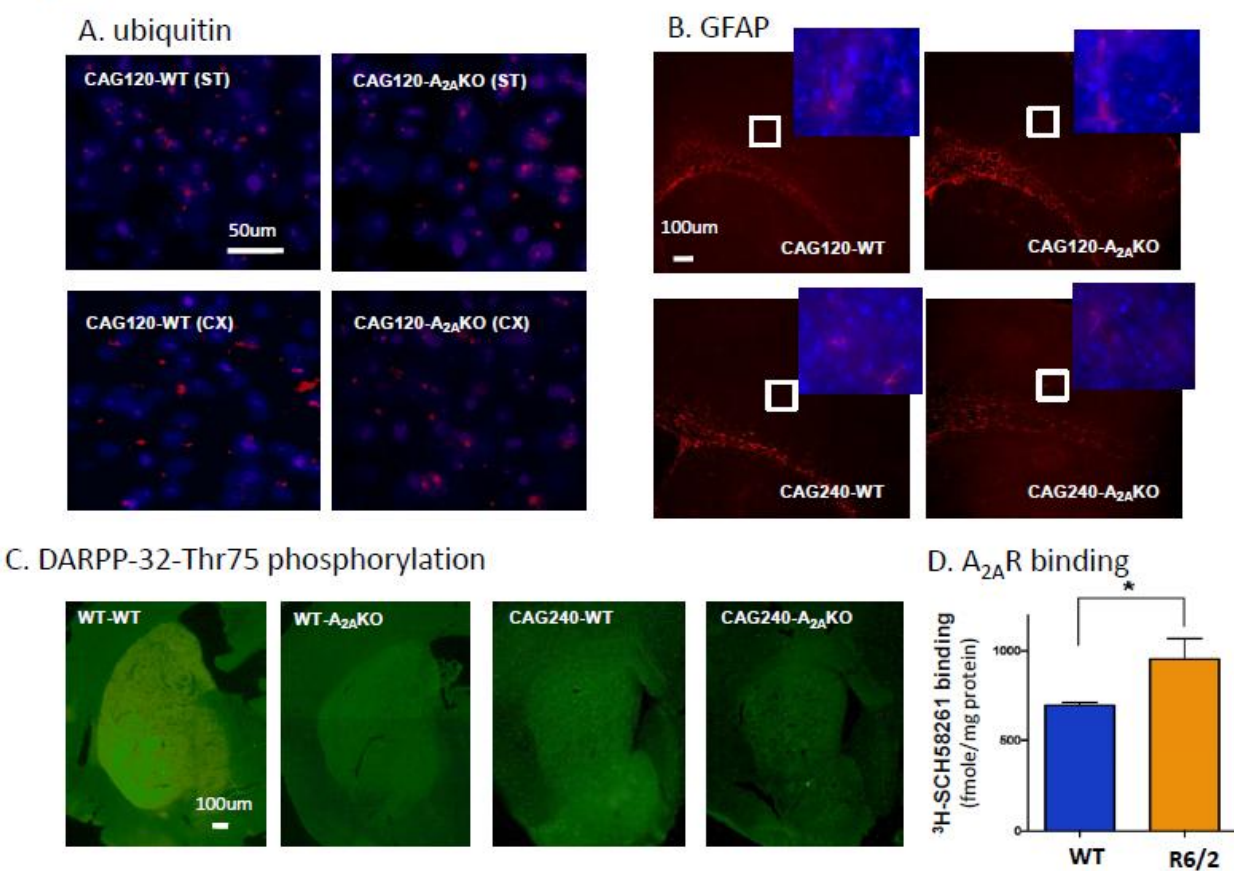 A. ubiquitin
CAG120-WT (ST)
CAG120-A₂ₐKO (ST)
50um
CAG120-WT (CX)
CAG120-A₂ₐKO (CX)
B. GFAP
100um
CAG120-WT
CAG120-A₂ₐKO
CAG240-WT
CAG240-A₂ₐKO
C. DARPP-32-Thr75 phosphorylation
WT-WT
WT-A₂ₐKO
CAG240-WT
CAG240-A₂ₐKO
100um
D. A₂ₐR binding
*
³H-SCH58261 binding
(fmole/mg protein)
1000
500
0
WT
R6/2